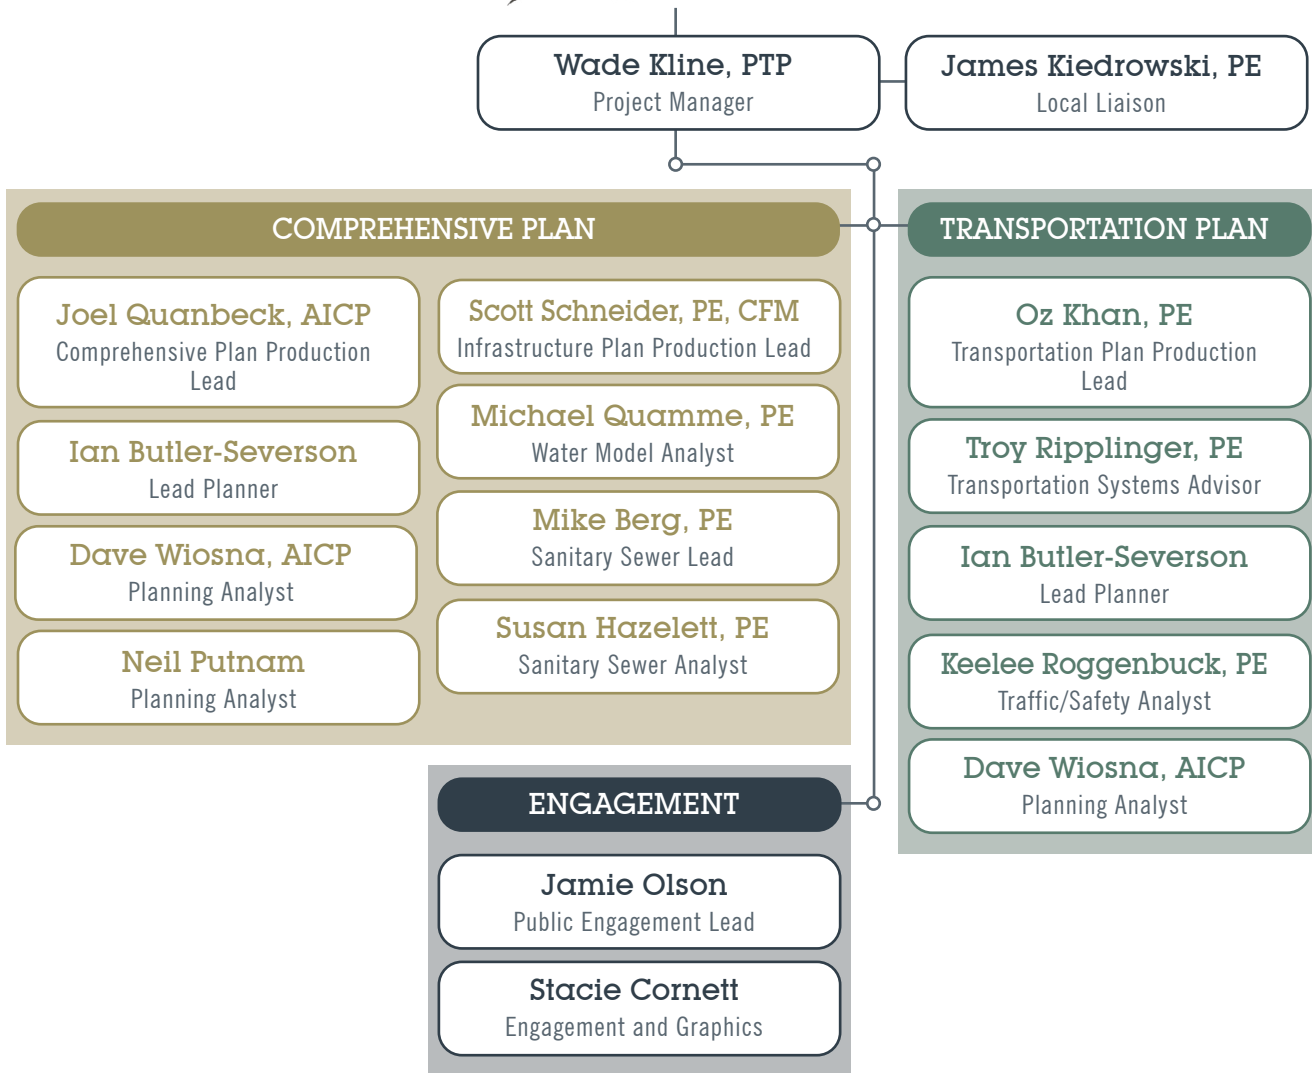 Wade Kline, PTP
Project Manager
James Kiedrowski, PE
Local Liaison
COMPREHENSIVE PLAN
Joel Quanbeck, AICP
Comprehensive Plan Production
Lead
Ian Butler-Severson
Lead Planner
Dave Wiosna, AICP
Planning Analyst
Neil Putnam
Planning Analyst
Scott Schneider, PE, CFM
Infrastructure Plan Production Lead
Michael Quamme, PE
Water Model Analyst
Mike Berg, PE
Sanitary Sewer Lead
Susan Hazelett, PE
Sanitary Sewer Analyst
TRANSPORTATION PLAN
Oz Khan, PE
Transportation Plan Production
Lead
Troy Ripplinger, PE
Transportation Systems Advisor
Ian Butler-Severson
Lead Planner
Keelee Roggenbuck, PE
Traffic/Safety Analyst
Dave Wiosna, AICP
Planning Analyst
ENGAGEMENT
Jamie Olson
Public Engagement Lead
Stacie Cornett
Engagement and Graphics